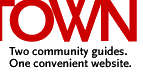 TOWN
Two community guides.
One convenient website.